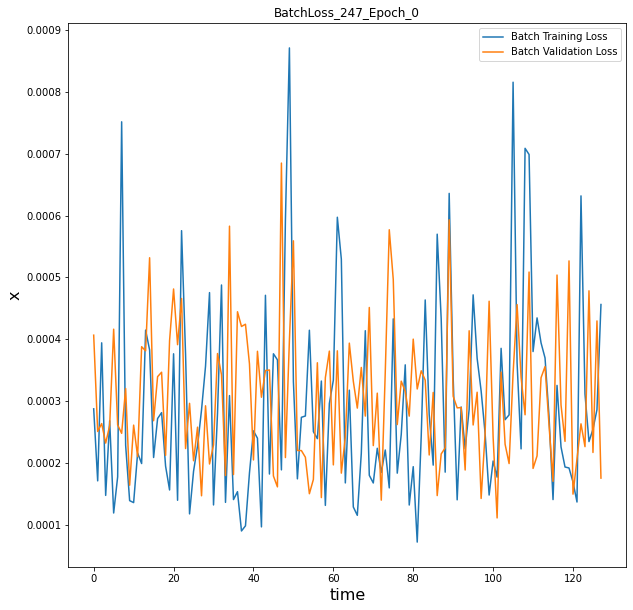 BatchLoss_247_Epoch_0
Batch Training Loss
Batch Validation Loss
0.0009
0.0008
0.0007
0.0006
0.0005
0.0004
0.0003
0.0002
0.0001
x
0 20 40 60 80 100 120
time